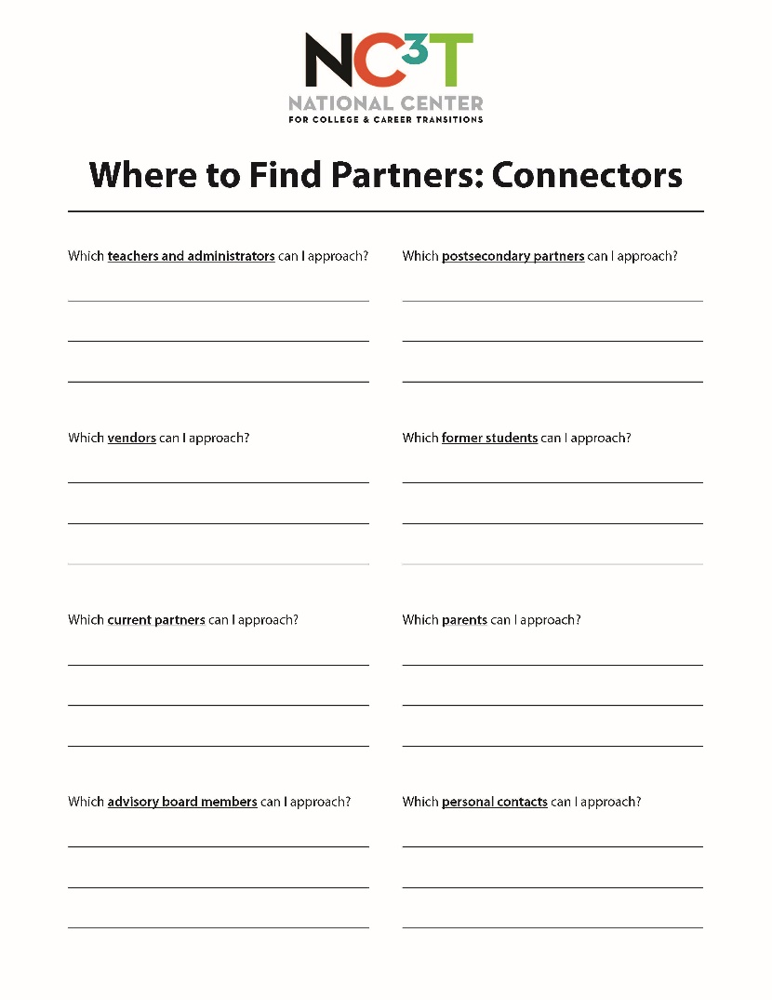 NC3T
NATIONAL CENTER
FOR COLLEGE & CAREER TRANSITIONS
Where to Find Partners: Connectors
Which teachers and administrators can I approach?
Which postsecondary partners can I approach?
Which vendors can I approach?
Which former students can I approach?
Which current partners can I approach?
Which parents can I approach?
Which advisory board members can I approach?
Which personal contacts can I approach?